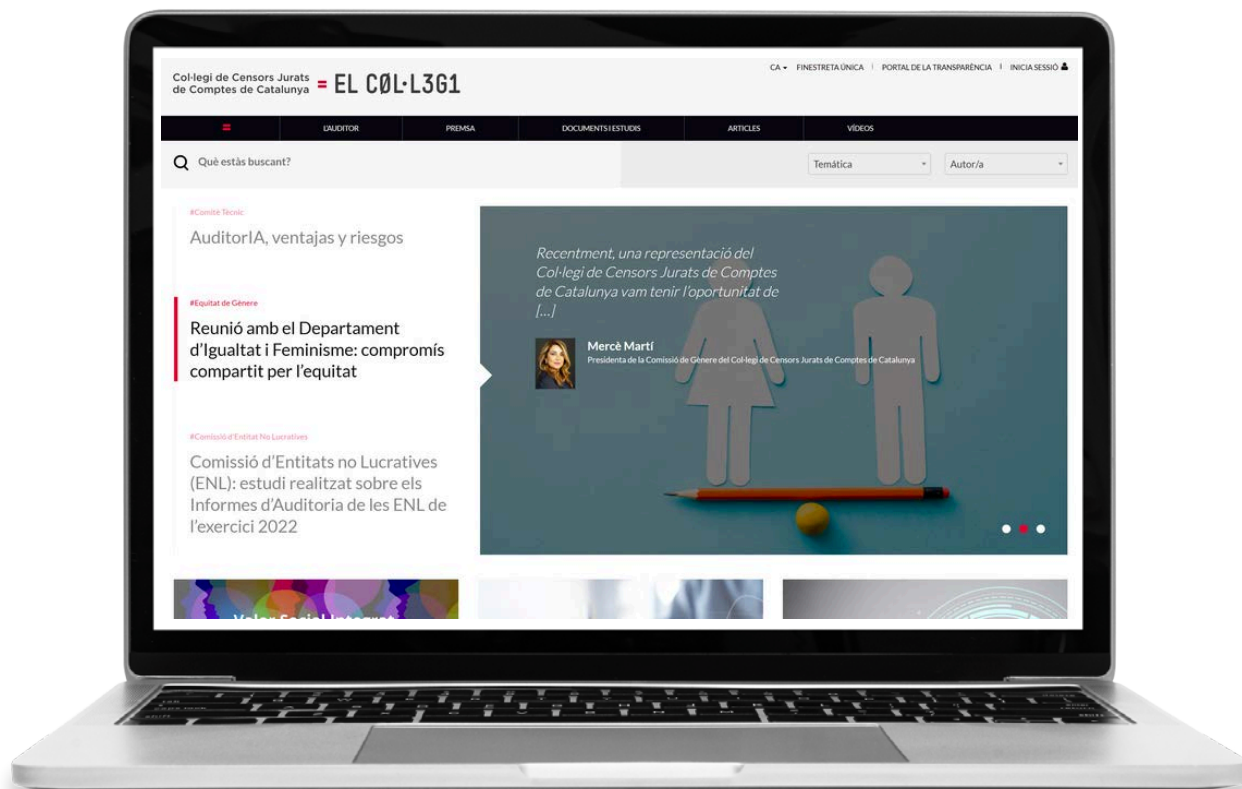 Col·legi de Censors Jurats
de Comptes de Catalunya
= EL CØL·L3G1
CA FINESTRETA ÚNICA | PORTAL DE LA TRANSPARÈNCIA | INICIA SESSIÓ
= L'AUDITOR PREMSA DOCUMENTS I ESTUDIS ARTICLES VÍDEOS
Què estàs buscant?
Temática Autor/a
#Comitè Tècnic
AuditorIA, ventajas y riesgos
#Equitat de Gènere
Reunió amb el Departament
d'Igualtat i Feminisme: compromís
compartit per l'equitat
#Comissió d'Entitat No Lucratives
Comissió d'Entitats no Lucratives
(ENL): estudi realitzat sobre els
Informes d'Auditoria de les ENL de
l'exercici 2022
Recentment, una representació del
Col·legi de Censors Jurats de Comptes
de Catalunya vam tenir l'oportunitat de
[...]
Mercè Martí
Presidenta de la Comissió de Gènere del Col·legi de Censors Jurats de Comptes de Catalunya
Valor Social Integrat